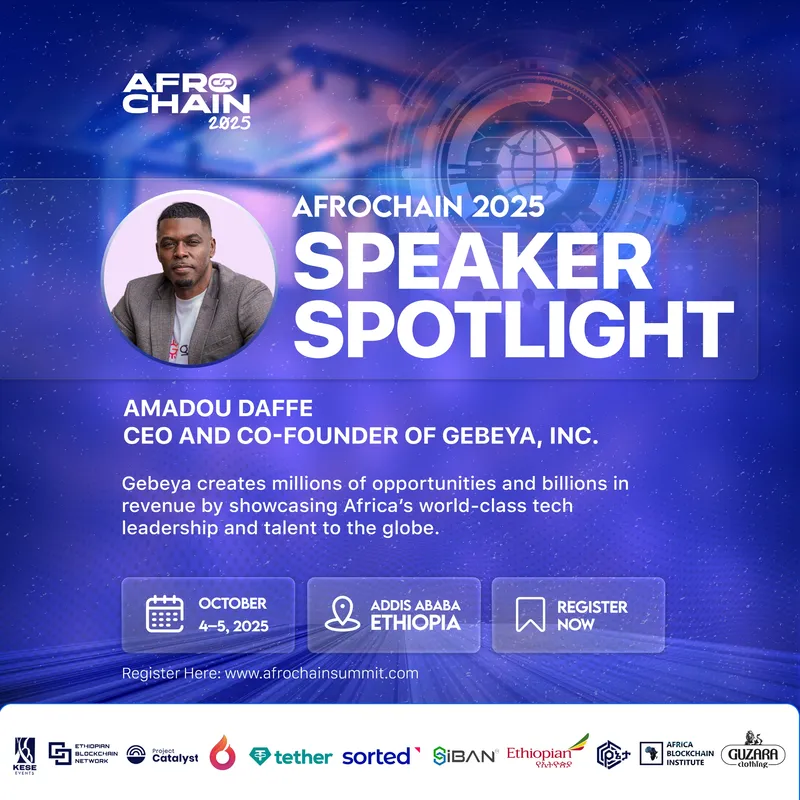 AFRO
CHAIN
2025
AFROCHAIN 2025
SPEAKER
SPOTLIGHT
AMADOU DAFFE
CEO AND CO-FOUNDER OF GEBEYA, INC.
Gebeya creates millions of opportunities and billions in
revenue by showcasing Africa's world-class tech
leadership and talent to the globe.
OCTOBER
4–5, 2025
ADDIS ABABA
ETHIOPIA
REGISTER
NOW
Register Here: www.afrochainsummit.com
KESE
EVENTS
ETHIOPIAN
BLOCKCHAIN
NETWORK
Project
Catalyst
tether
sorted
SIBAN
Ethiopian
የኢትዮጵያ
AFRICA
BLOCKCHAIN
INSTITUTE
GUZARA
clothing